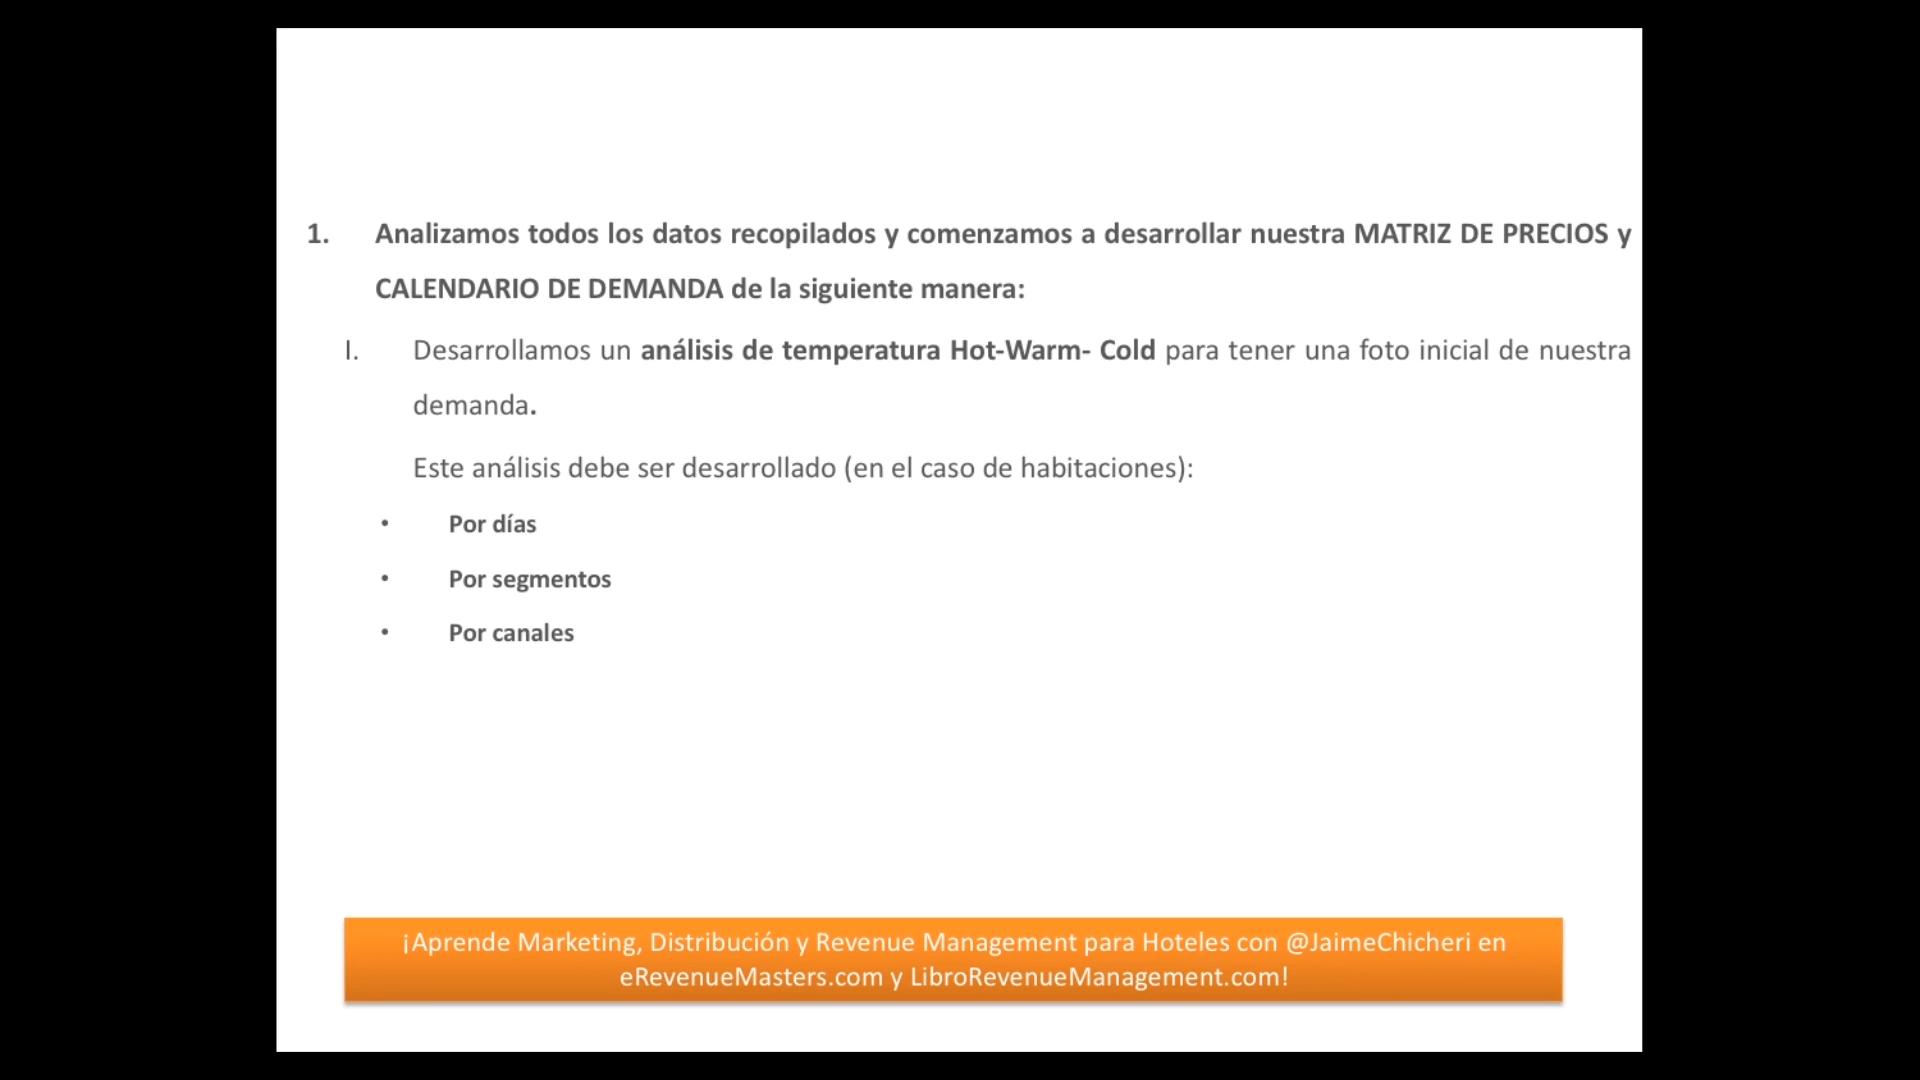 1. Analizamos todos los datos recopilados y comenzamos a desarrollar nuestra MATRIZ DE PRECIOS y
CALENDARIO DE DEMANDA de la siguiente manera:
I. Desarrollamos un análisis de temperatura Hot-Warm- Cold para tener una foto inicial de nuestra
demanda.
Este análisis debe ser desarrollado (en el caso de habitaciones):
• Por días
• Por segmentos
• Por canales
¡Aprende Marketing, Distribución y Revenue Management para Hoteles con @JaimeChicheri en
eRevenueMasters.com y LibroRevenueManagement.com!